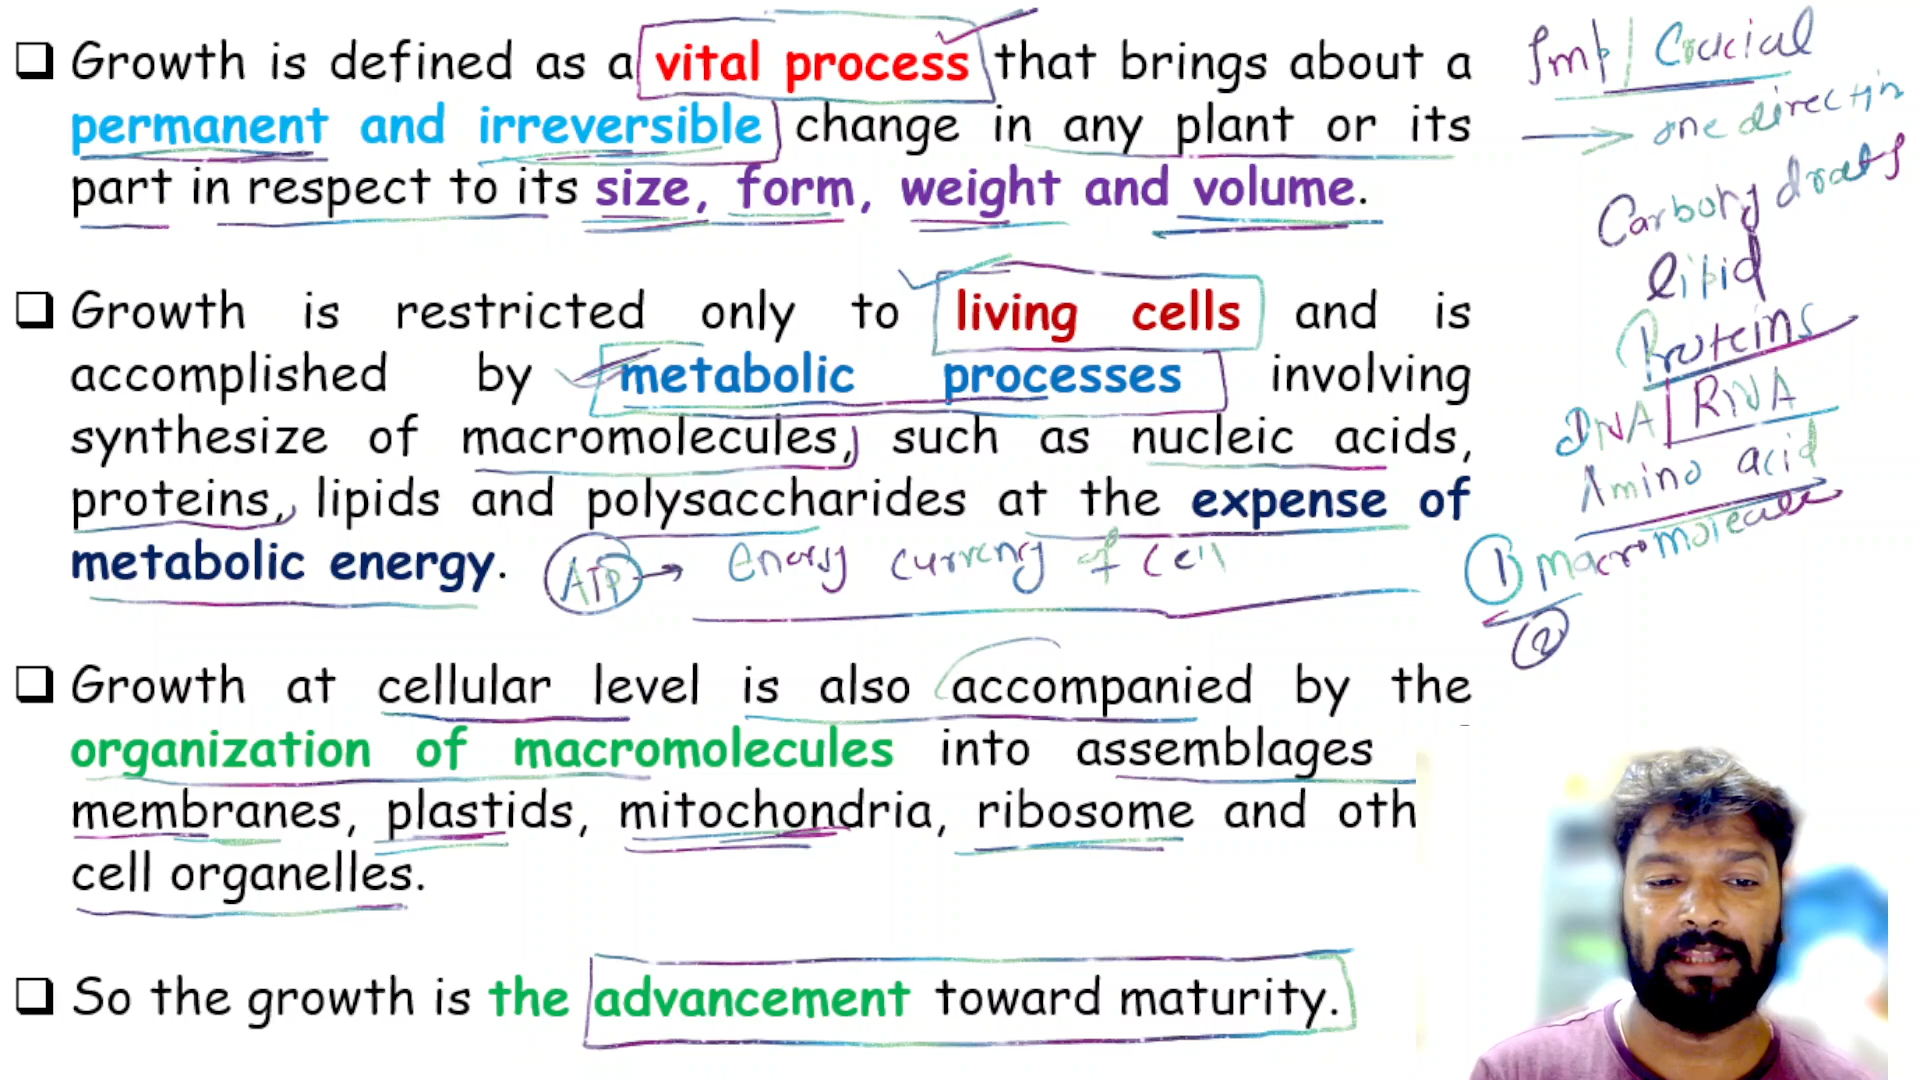 ❑ Growth is defined as a vital process that brings about a
permanent and irreversible change in any plant or its
part in respect to its size, form, weight and volume.
❑ Growth is restricted only to living cells and is
accomplished by metabolic processes involving
synthesize of macromolecules, such as nucleic acids,
proteins, lipids and polysaccharides at the expense of
metabolic energy.
ATP → energy currency of cell
❑ Growth at cellular level is also accompanied by the
organization of macromolecules into assemblages
membranes, plastids, mitochondria, ribosome and oth
cell organelles.
❑ So the growth is the advancement toward maturity.
Imp | Crucial
→ one direction
Carbohydrates
lipid
Proteins
DNA | RNA
Amino acid
① macromolecule
②